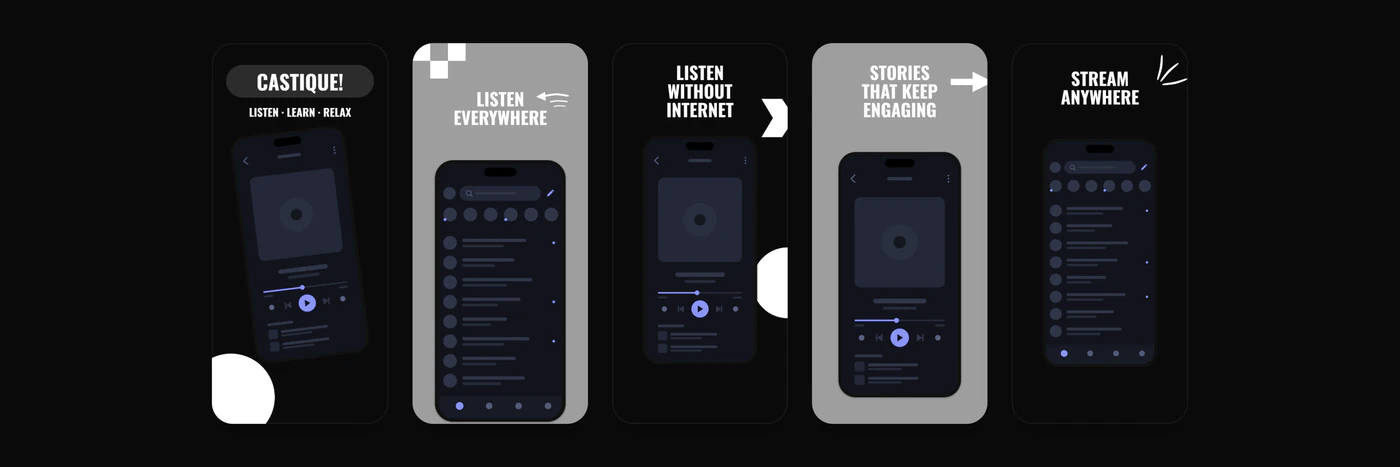 CASTIQUE!
LISTEN · LEARN · RELAX
LISTEN
EVERYWHERE
LISTEN
WITHOUT
INTERNET
STORIES
THAT KEEP
ENGAGING
STREAM
ANYWHERE